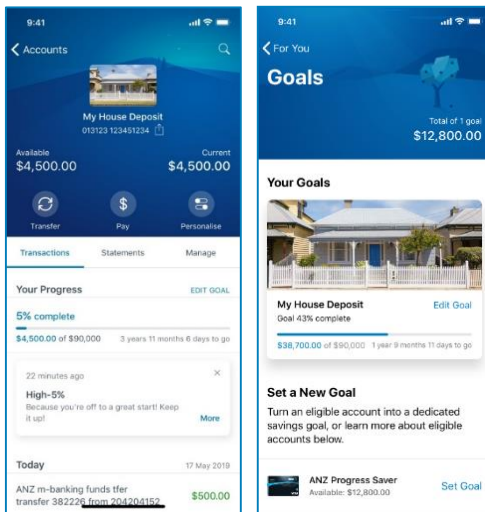 9:41
Accounts
My House Deposit
013123 123451234
Available
Current
$4,500.00
$4,500.00
Transfer
Pay
Personalise
Transactions
Statements
Manage
Your Progress
EDIT GOAL
5% complete
$4,500.00 of $90,000
3 years 11 months 6 days to go
22 minutes ago
High-5%
Because you're off to a great start! Keep
it up!
More
Today
17 May 2019
ANZ m-banking funds tfer
transfer 382226 from 204204152
$500.00
9:41
For You
Goals
Total of 1 goal
$12,800.00
Your Goals
My House Deposit
Edit Goal
Goal 43% complete
$38,700.00 of $90,000
1 year 9 months 11 days to go
Set a New Goal
Turn an eligible account into a dedicated
savings goal, or learn more about eligible
accounts below.
ANZ Progress Saver
Available: $12,800.00
Set Goal